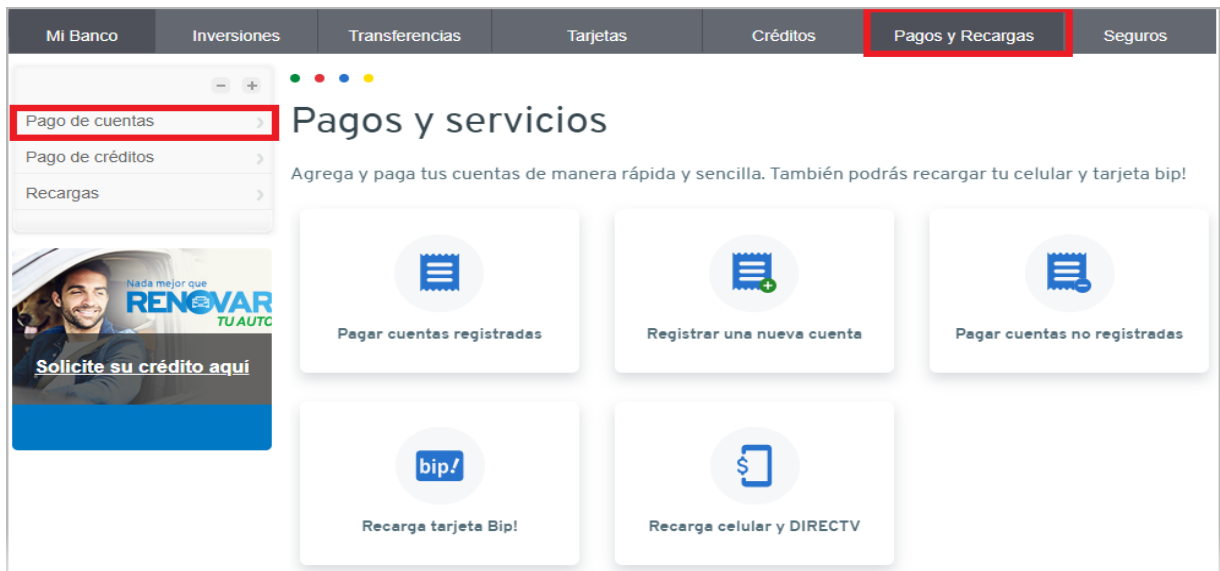 Mi Banco
Inversiones
Transferencias
Tarjetas
Créditos
Pagos y Recargas
Seguros
Pago de cuentas
Pago de créditos
Recargas
Nada mejor que
RENOVAR
TU AUTO
Solicite su crédito aquí
Pagos y servicios
Agrega y paga tus cuentas de manera rápida y sencilla. También podrás recargar tu celular y tarjeta bip!
Pagar cuentas registradas
Registrar una nueva cuenta
Pagar cuentas no registradas
bip!
Recarga tarjeta Bip!
$
Recarga celular y DIRECTV